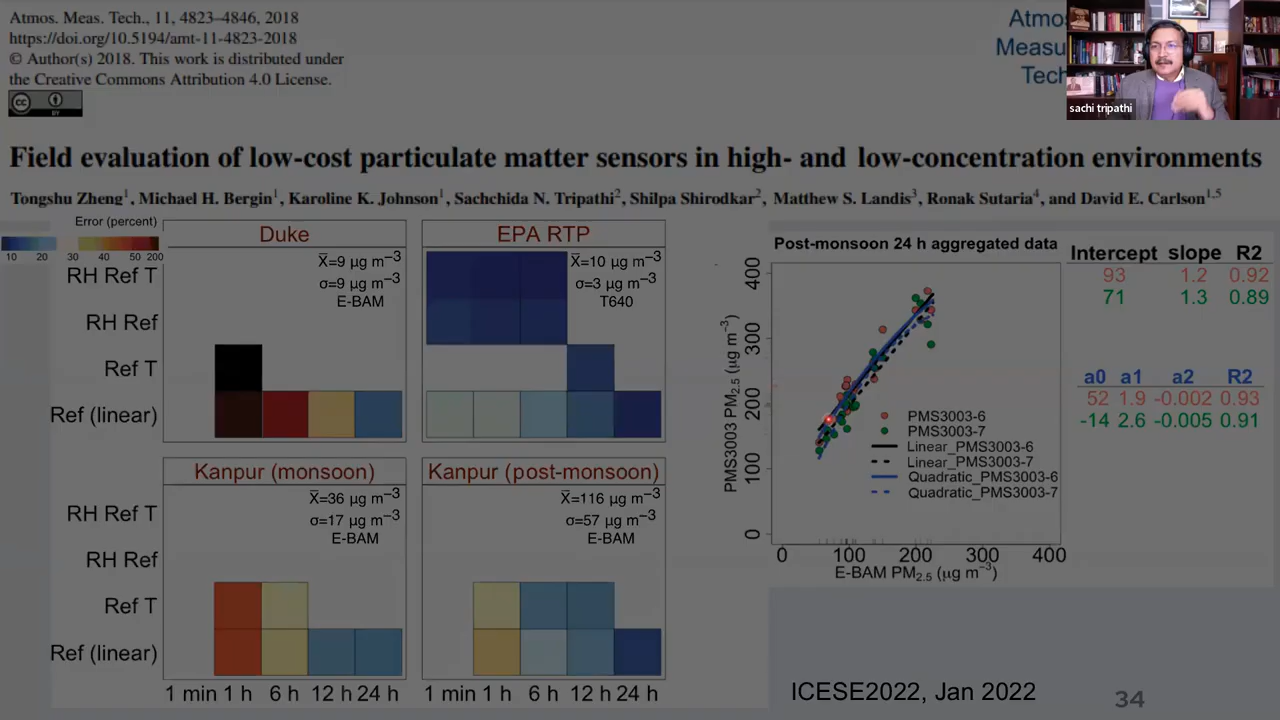 Atmos. Meas. Tech., 11, 4823–4846, 2018
https://doi.org/10.5194/amt-11-4823-2018
© Author(s) 2018. This work is distributed under
the Creative Commons Attribution 4.0 License.
CC BY
Atmos
Measu
Tech
sachi tripathi
Field evaluation of low-cost particulate matter sensors in high- and low-concentration environments
Tongshu Zheng1, Michael H. Bergin1, Karoline K. Johnson1, Sachchida N. Tripathi2, Shilpa Shirodkar2, Matthew S. Landis3, Ronak Sutaria4, and David E. Carlson1,5
Error (percent)
10 20 30 40 50 200
RH Ref T
RH Ref
Ref T
Ref (linear)
Duke
X̄=9 µg m−3
σ=9 µg m−3
E-BAM
EPA RTP
X̄=10 µg m−3
σ=3 µg m−3
T640
RH Ref T
RH Ref
Ref T
Ref (linear)
Kanpur (monsoon)
X̄=36 µg m−3
σ=17 µg m−3
E-BAM
Kanpur (post-monsoon)
X̄=116 µg m−3
σ=57 µg m−3
E-BAM
1 min 1 h 6 h 12 h 24 h
1 min 1 h 6 h 12 h 24 h
Post-monsoon 24 h aggregated data
PMS3003 PM2.5 (µg m−3)
400
300
200
100
0
PMS3003-6
PMS3003-7
Linear_PMS3003-6
Linear_PMS3003-7
Quadratic_PMS3003-6
Quadratic_PMS3003-7
0 100 200 300 400
E-BAM PM2.5 (µg m−3)
Intercept slope R2
93 1.2 0.92
71 1.3 0.89
a0 a1 a2 R2
52 1.9 -0.002 0.93
-14 2.6 -0.005 0.91
ICESE2022, Jan 2022
34